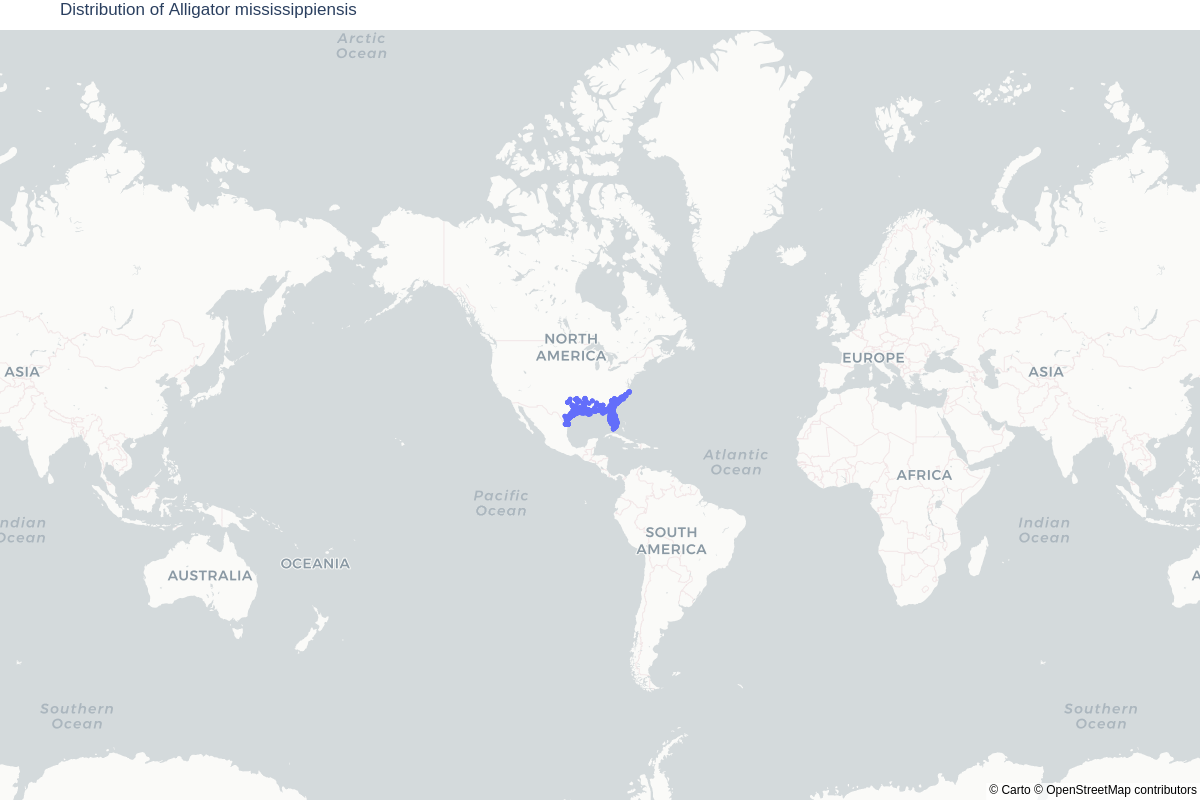 Distribution of Alligator mississippiensis
Arctic
Ocean
NORTH
AMERICA
EUROPE
ASIA
ASIA
Atlantic
Ocean
AFRICA
Pacific
Ocean
ndian
Ocean
Indian
Ocean
SOUTH
AMERICA
OCEANIA
AUSTRALIA
A
Southern
Ocean
Southern
Ocean
© Carto © OpenStreetMap contributors